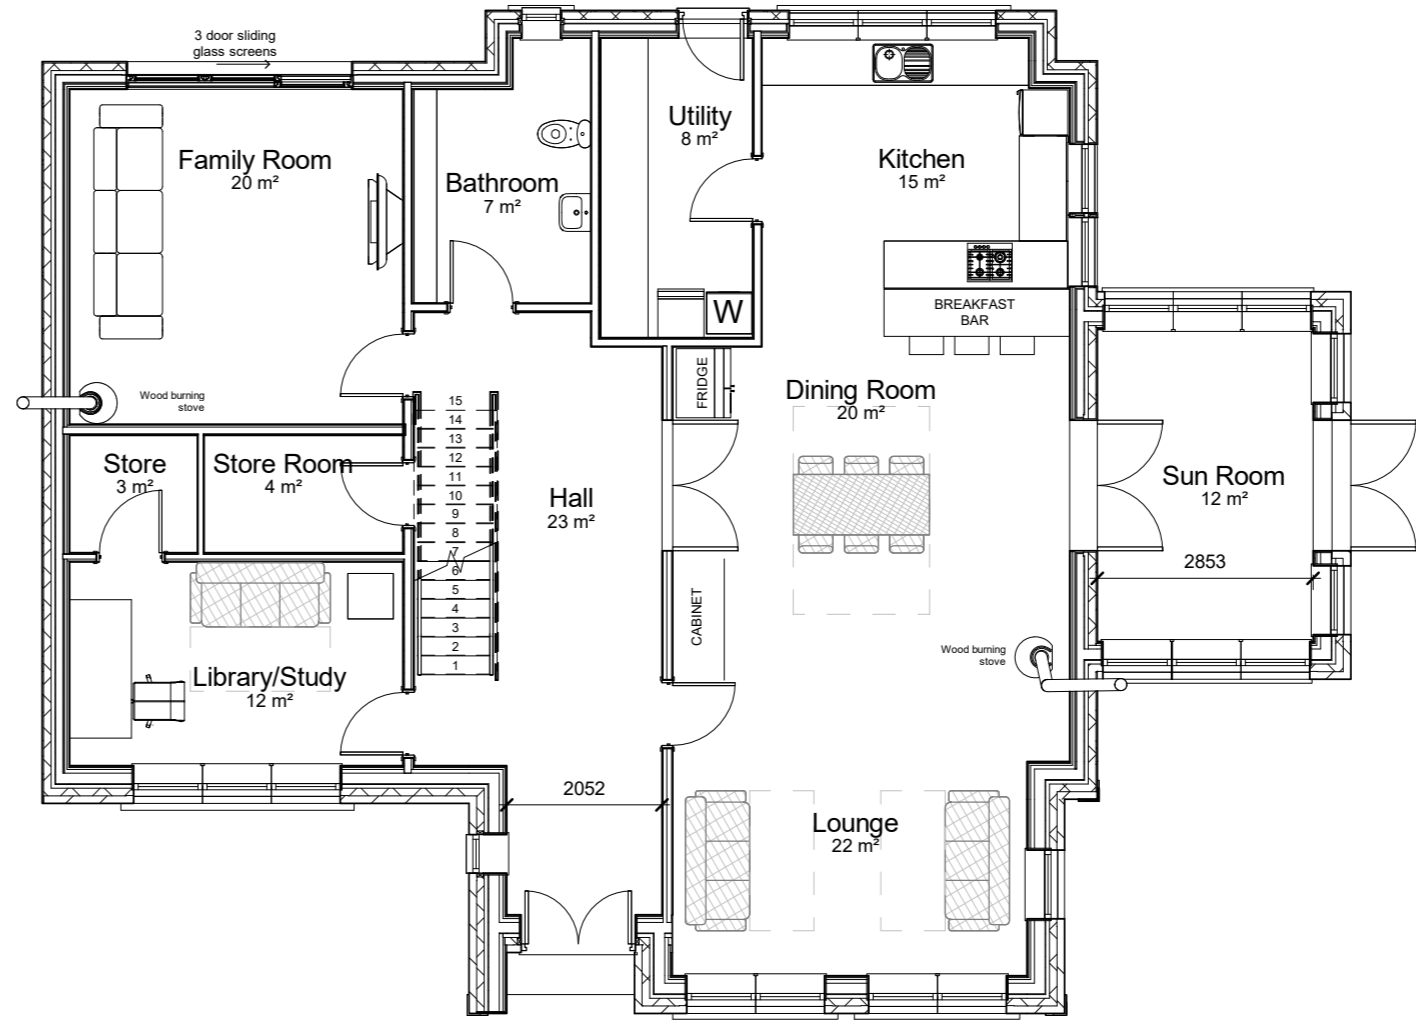 3 door sliding
glass screens
Family Room
20 m²
Bathroom
7 m²
Utility
8 m²
W
Kitchen
15 m²
BREAKFAST
BAR
Wood burning
stove
FRIDGE
Dining Room
20 m²
Store
3 m²
Store Room
4 m²
15
14
13
12
11
10
9
8
7
6
5
4
3
2
1
Hall
23 m²
Sun Room
12 m²
2853
CABINET
Library/Study
12 m²
Wood burning
stove
2052
Lounge
22 m²